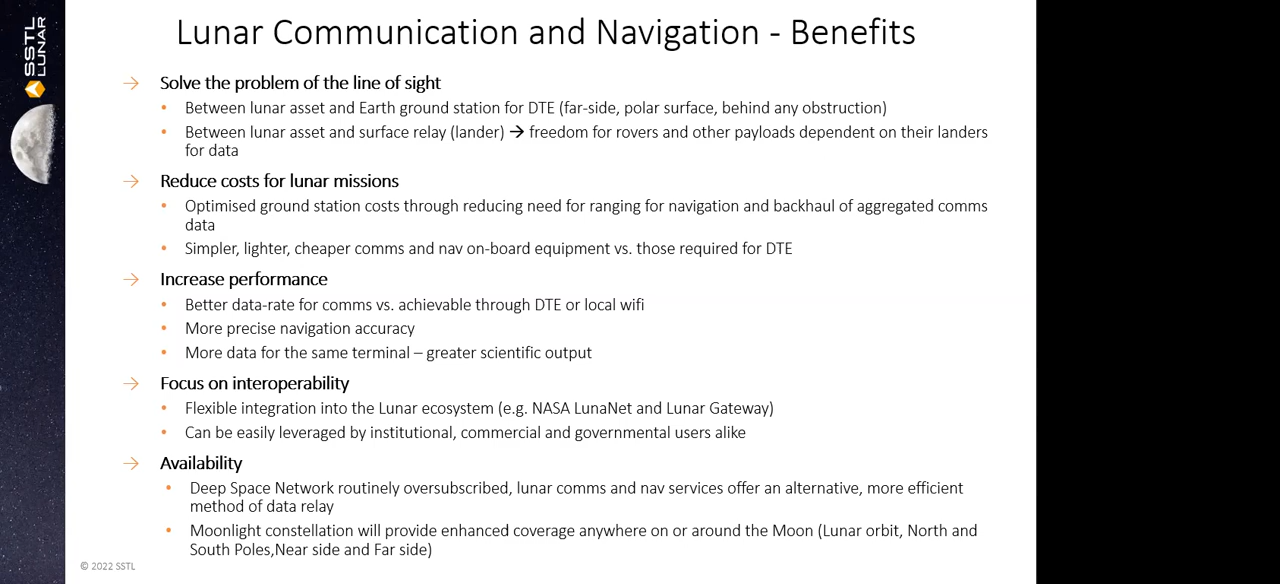 SSTL
LUNAR
Lunar Communication and Navigation - Benefits
→ Solve the problem of the line of sight
• Between lunar asset and Earth ground station for DTE (far-side, polar surface, behind any obstruction)
• Between lunar asset and surface relay (lander) → freedom for rovers and other payloads dependent on their landers
for data
→ Reduce costs for lunar missions
• Optimised ground station costs through reducing need for ranging for navigation and backhaul of aggregated comms
data
• Simpler, lighter, cheaper comms and nav on-board equipment vs. those required for DTE
→ Increase performance
• Better data-rate for comms vs. achievable through DTE or local wifi
• More precise navigation accuracy
• More data for the same terminal – greater scientific output
→ Focus on interoperability
• Flexible integration into the Lunar ecosystem (e.g. NASA LunaNet and Lunar Gateway)
• Can be easily leveraged by institutional, commercial and governmental users alike
→ Availability
• Deep Space Network routinely oversubscribed, lunar comms and nav services offer an alternative, more efficient
method of data relay
• Moonlight constellation will provide enhanced coverage anywhere on or around the Moon (Lunar orbit, North and
South Poles,Near side and Far side)
© 2022 SSTL